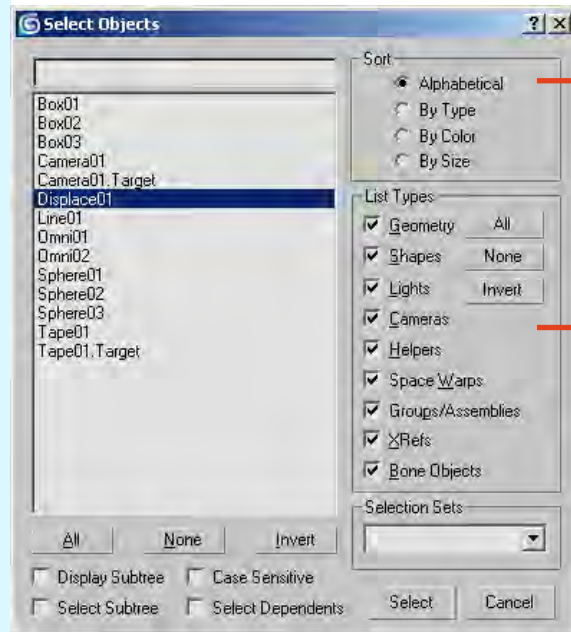 Select Objects
Sort
Alphabetical
By Type
By Color
By Size
Box01
Box02
Box03
Camera01
Camera01.Target
Displace01
Line01
Omni01
Omni02
Sphere01
Sphere02
Sphere03
Tape01
Tape01.Target
List Types
Geometry All
Shapes None
Lights Invert
Cameras
Helpers
Space Warps
Groups/Assemblies
XRefs
Bone Objects
Selection Sets
All None Invert
Display Subtree Case Sensitive
Select Subtree Select Dependents
Select Cancel